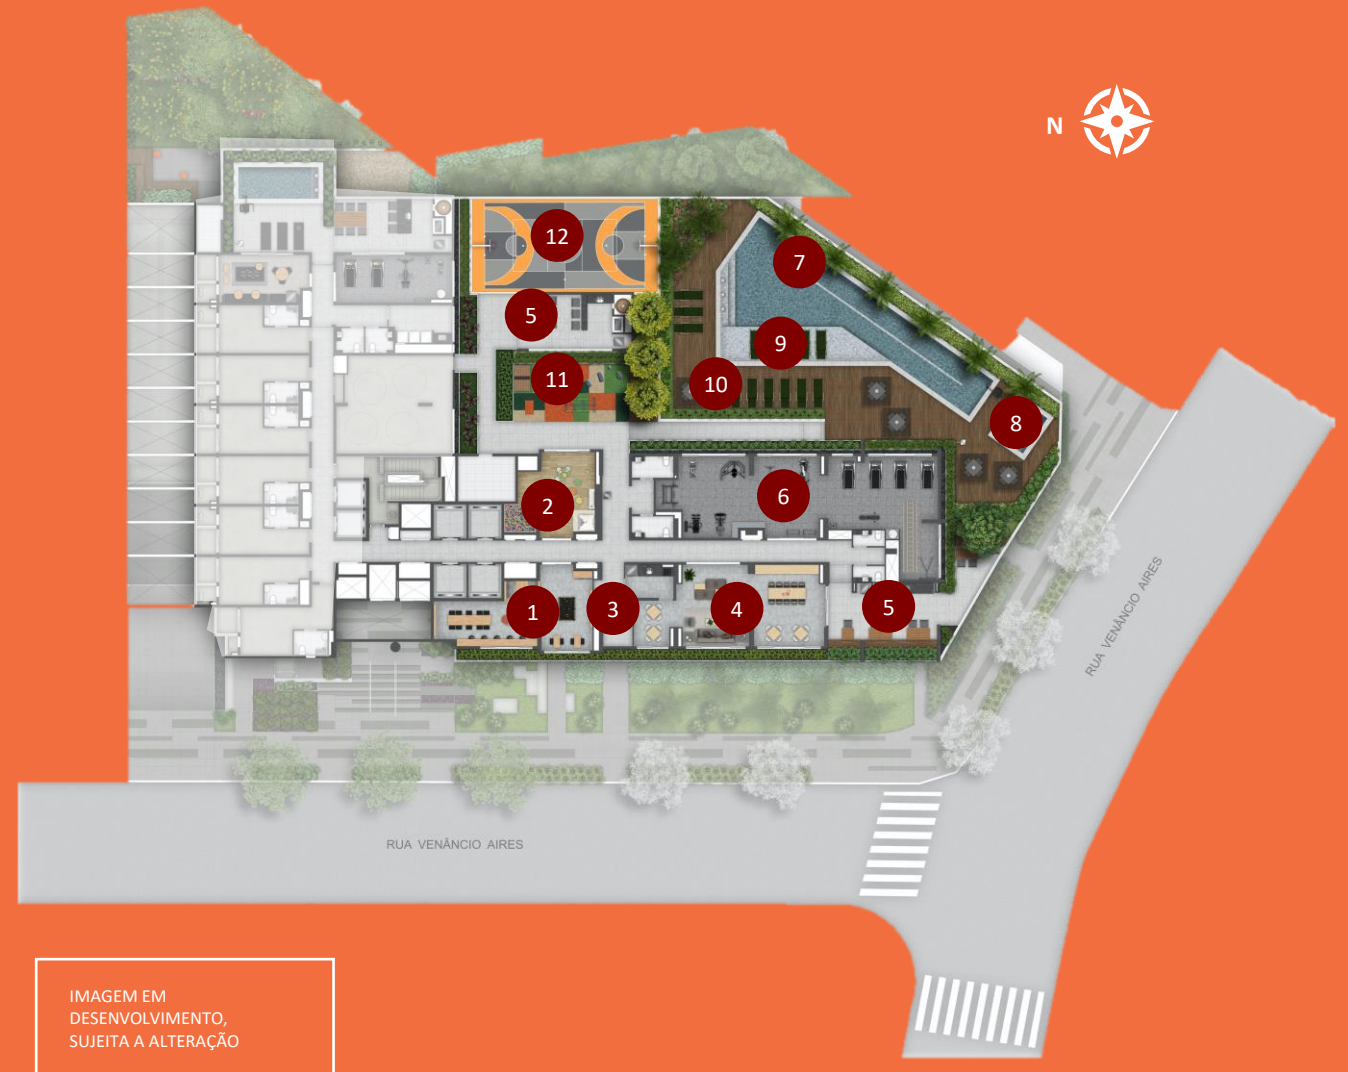 N
12
7
5
9
11
10
8
6
2
5
1
3
4
RUA VENÂNCIO AIRES
RUA VENÂNCIO AIRES
IMAGEM EM
DESENVOLVIMENTO,
SUJEITA A ALTERAÇÃO